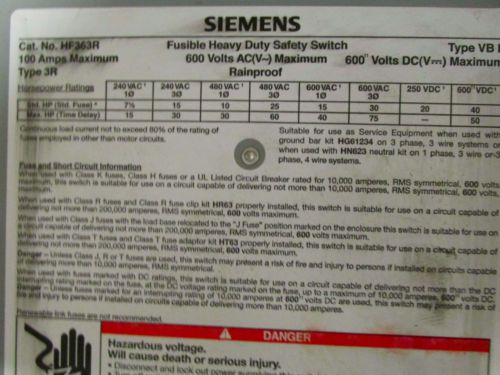 SIEMENS
Cat. No. HF363R Fusible Heavy Duty Safety Switch Type VB I
100 Amps Maximum 600 Volts AC(V~) Maximum 600" Volts DC(V⎓) Maximum
Type 3R Rainproof
Horsepower Ratings 240 VAC ¹ 1Ø 240 VAC 3Ø 480 VAC ¹ 1Ø 480 VAC 3Ø 600 VAC ¹ 1Ø 600 VAC 3Ø 250 VDC ¹ 600" VDC ¹
Std. HP (Std. Fuse) * 7½ 15 10 25 15 30 20 40
Max. HP (Time Delay) 15 30 30 60 40 75 — 50
Continuous load current not to exceed 80% of the rating of
fuses employed in other than motor circuits.
Suitable for use as Service Equipment when used with
ground bar kit HG61234 on 3 phase, 3 wire systems or
when used with HN623 neutral kit on 1 phase, 3 wire or 3
phase, 4 wire systems.
Fuse and Short Circuit Information
When used with Class K fuses, Class H fuses or a UL Listed Circuit Breaker rated for 10,000 amperes, RMS symmetrical, 600 volts
maximum, this switch is suitable for use on a circuit capable of delivering not more than 10,000 amperes, RMS symmetrical, 600 volts.
When used with Class R fuses and Class R fuse clip kit HR63 properly installed, this switch is suitable for use on a circuit capable of
delivering not more than 200,000 amperes, RMS symmetrical, 600 volts maximum.
When used with Class J fuses with the load base relocated to the "J Fuse" position marked on the enclosure this switch is suitable for use on
a circuit capable of delivering not more than 200,000 amperes, RMS symmetrical, 600 volts maximum.
When used with Class T fuses and Class T fuse adaptor kit HT63 properly installed, this switch is suitable for use on a circuit capable of
delivering not more than 200,000 amperes, RMS symmetrical, 600 volts maximum.
Danger – Unless Class J, R or T fuses are used, this switch may present a risk of fire and injury to persons if installed on circuits capable
of delivering more than 10,000 amperes, RMS symmetrical.
When used with fuses marked with DC ratings, this switch is suitable for use on a circuit capable of delivering not more than the DC
interrupting rating marked on the fuse, at the DC voltage rating marked on the fuse, up to a maximum of 10,000 amperes, 600" volts DC.
Danger – Unless fuses marked for an interrupting rating of 10,000 amperes at 600" volts DC are used, this switch may present a risk of
fire and injury to persons if installed on circuits capable of delivering more than 10,000 amperes.
Renewable link fuses are not recommended.
DANGER
Hazardous voltage.
Will cause death or serious injury.
• Disconnect and lock out power